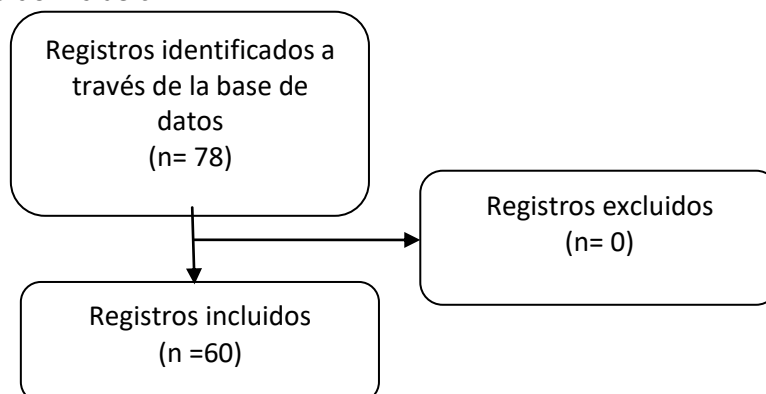 Registros identificados a
través de la base de
datos
(n= 78)
Registros excluidos
(n= 0)
Registros incluidos
(n =60)